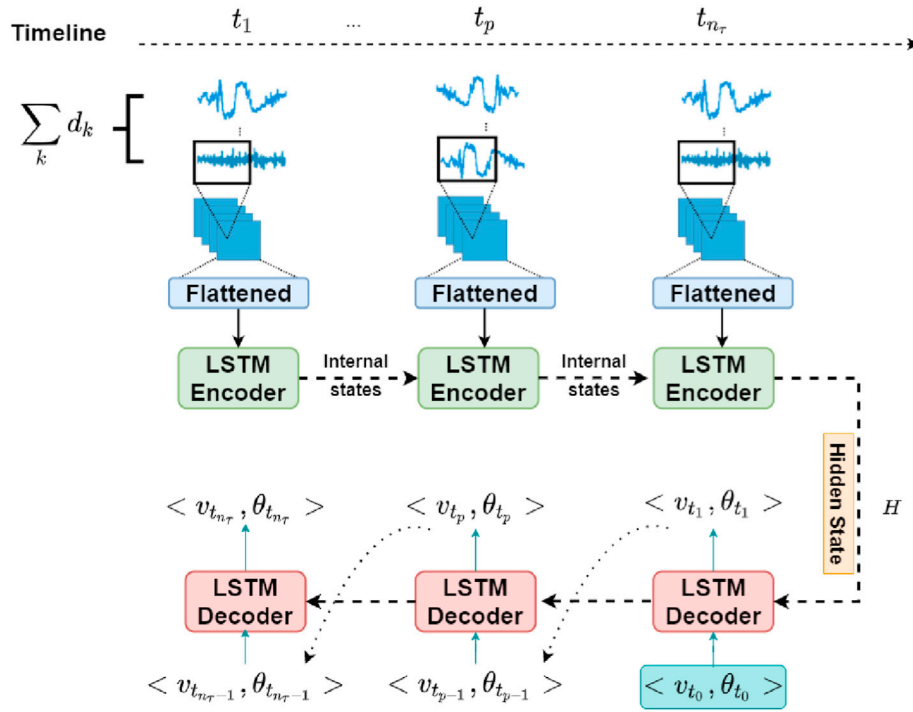 Timeline t_1 ... t_p t_{n_τ}
∑_k d_k
⋮ ⋮ ⋮
Flattened Flattened Flattened
LSTM Encoder
Internal states
LSTM Encoder
Internal states
LSTM Encoder
Hidden State
H
< v_{t_{n_τ}}, θ_{t_{n_τ}} > < v_{t_p}, θ_{t_p} > < v_{t_1}, θ_{t_1} >
LSTM Decoder
LSTM Decoder
LSTM Decoder
< v_{t_{n_τ-1}}, θ_{t_{n_τ-1}} > < v_{t_{p-1}}, θ_{t_{p-1}} > < v_{t_0}, θ_{t_0} >